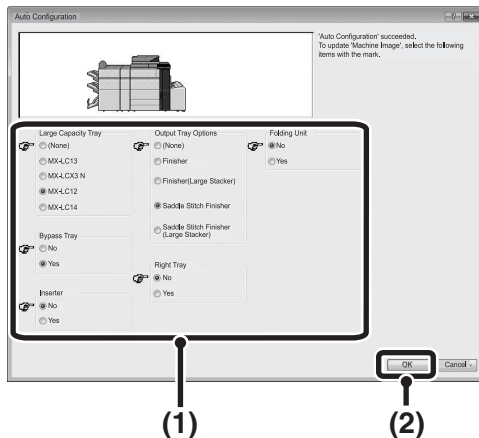 Auto Configuration
'Auto Configuration' succeeded.
To update 'Machine Image', select the following
items with the mark.
Large Capacity Tray
(None)
MX-LC13
MX-LCX3 N
MX-LC12
MX-LC14
Bypass Tray
No
Yes
Inserter
No
Yes
Output Tray Options
(None)
Finisher
Finisher(Large Stacker)
Saddle Stitch Finisher
Saddle Stitch Finisher
(Large Stacker)
Right Tray
No
Yes
Folding Unit
No
Yes
OK
Cancel
(1)
(2)